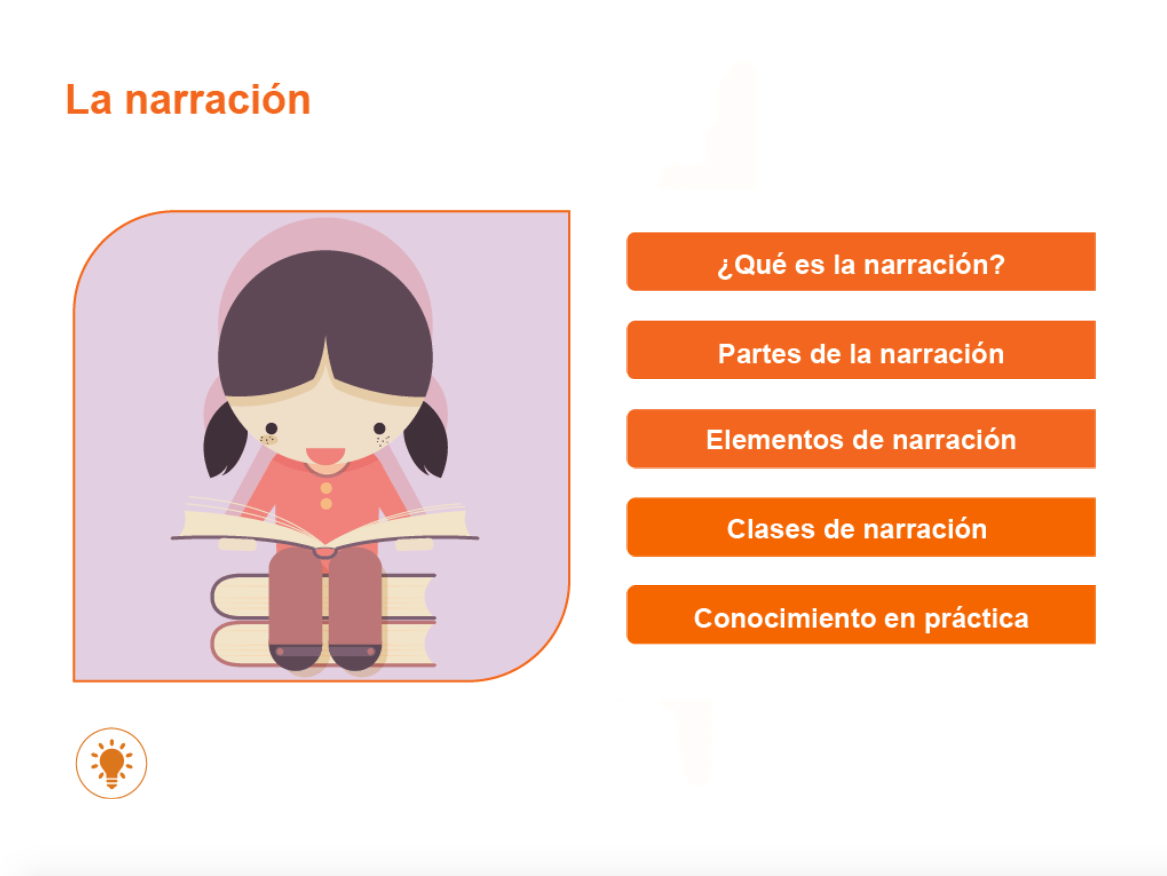 La narración
¿Qué es la narración?
Partes de la narración
Elementos de narración
Clases de narración
Conocimiento en práctica